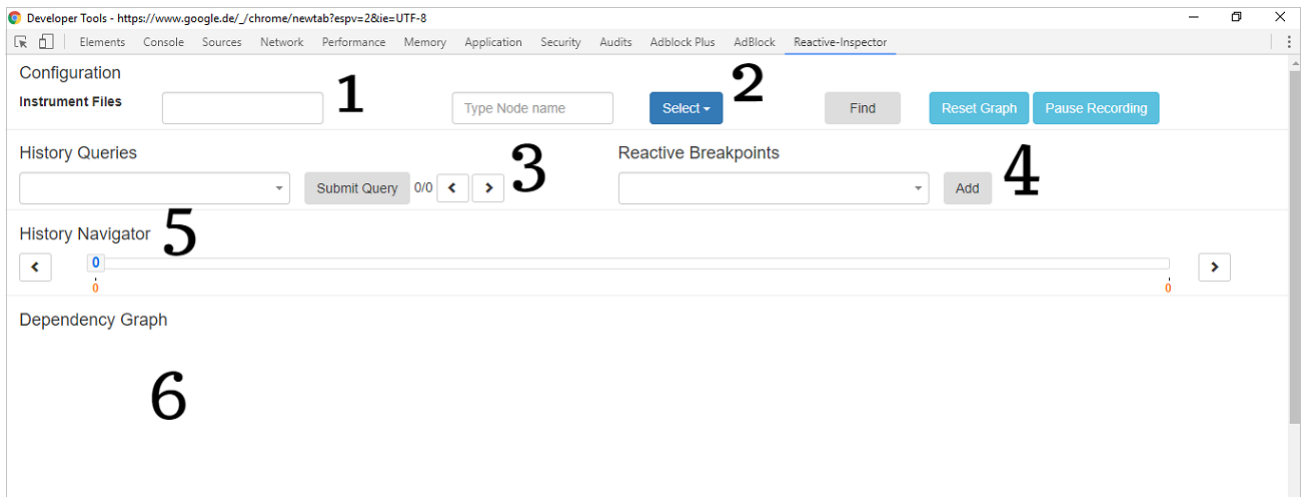 Developer Tools - https://www.google.de/_/chrome/newtab?espv=2&ie=UTF-8
Elements Console Sources Network Performance Memory Application Security Audits Adblock Plus AdBlock Reactive-Inspector
Configuration
Instrument Files 1 Type Node name Select 2 Find Reset Graph Pause Recording
History Queries Reactive Breakpoints
Submit Query 0/0 3 Add 4
History Navigator 5
0
0 0
Dependency Graph
6